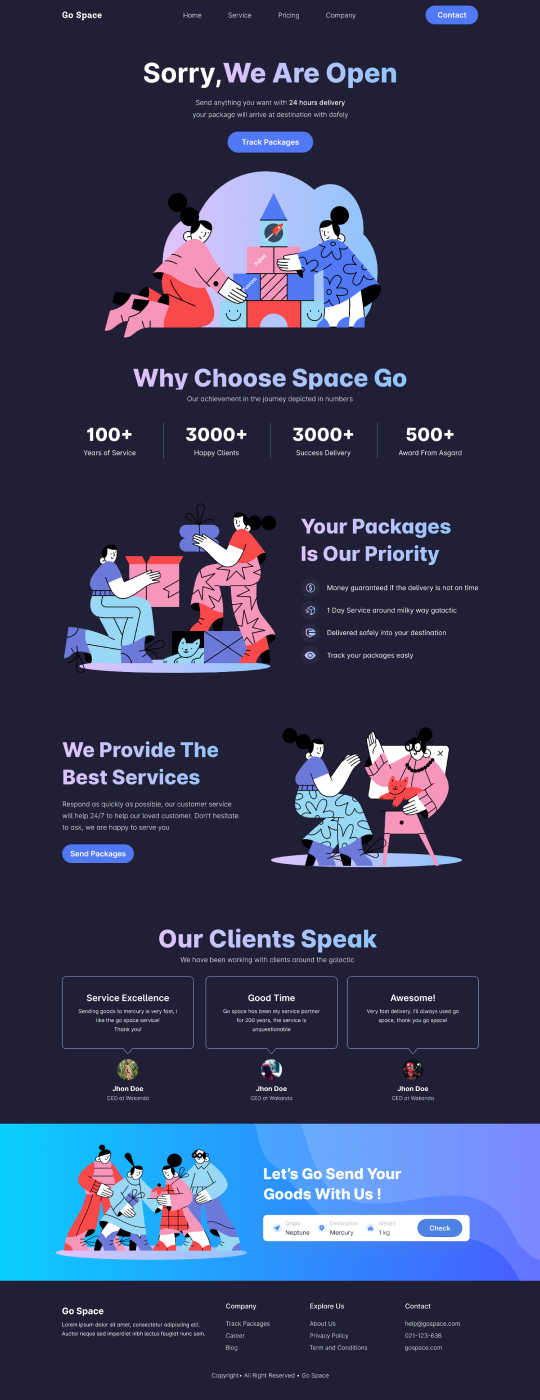 Go Space
Home
Service
Pricing
Company
Contact
Sorry,We Are Open
Send anything you want with 24 hours delivery
your package will arrive at destination with dafely
Track Packages
Why Choose Space Go
Our achievement in the journey depicted in numbers
100+
Years of Service
3000+
Happy Clients
3000+
Success Delivery
500+
Award From Asgard
Your Packages
Is Our Priority
Money guaranteed if the delivery is not on time
1 Day Service around milky way galactic
Delivered safely into your destination
Track your packages easly
We Provide The
Best Services
Respond as quickly as possible, our customer service
will help 24/7 to help our loved customer. Don't hesitate
to ask, we are happy to serve you
Send Packages
Our Clients Speak
We have been working with clients around the galactic
Service Excellence
Sending goods to mercury is very fast, i
like the go space service!
Thank you!
Jhon Doe
CEO at Wakanda
Good Time
Go space has been my service partner
for 200 years, the service is
unquestionable
Jhon Doe
CEO at Wakanda
Awesome!
Very fast delivery, I'll always used go
space, thank you go space!
Jhon Doe
CEO at Wakanda
Let's Go Send Your
Goods With Us !
Origin
Neptune
Destination
Mercury
Weight
1 kg
Check
Go Space
Lorem ipsum dolor sit amet, consectetur adipiscing elit.
Auctor neque sed imperdiet nibh lectus feugiat nunc sem.
Company
Track Packages
Career
Blog
Explore Us
About Us
Privacy Policy
Term and Conditions
Contact
help@gospace.com
021-123-636
gospace.com
Copyright• All Right Reserved • Go Space